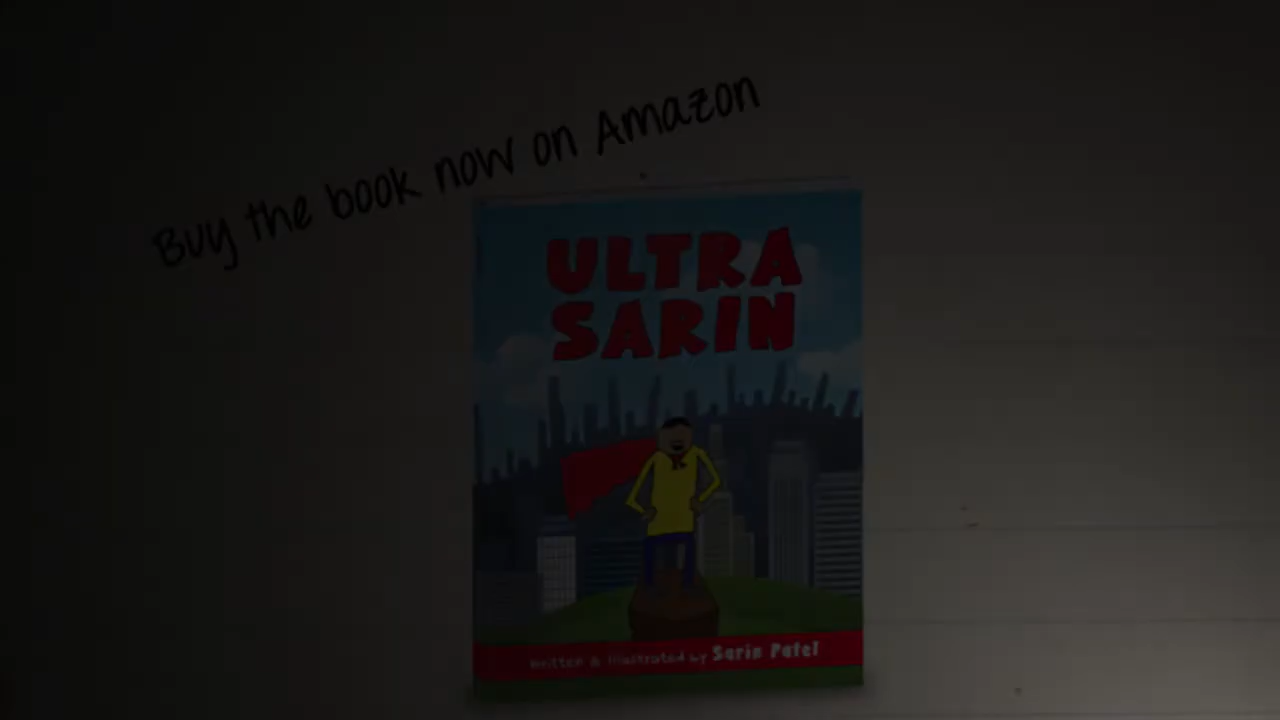 Buy the book now on Amazon
ULTRA
SARIN
Written & Illustrated by Sarin Patel